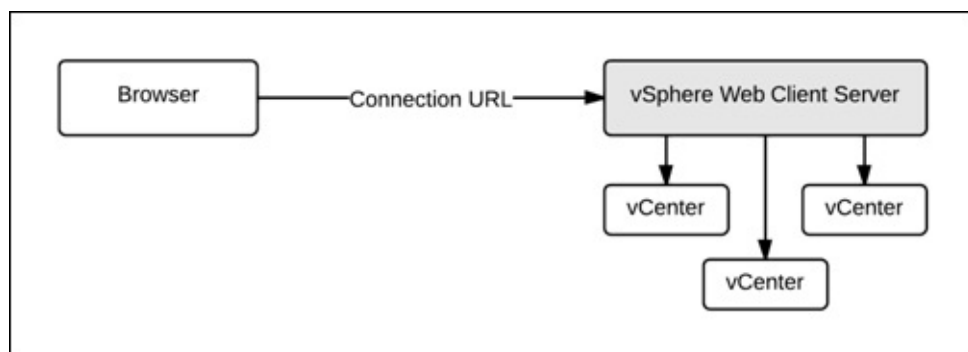 Browser
Connection URL
vSphere Web Client Server
vCenter
vCenter
vCenter